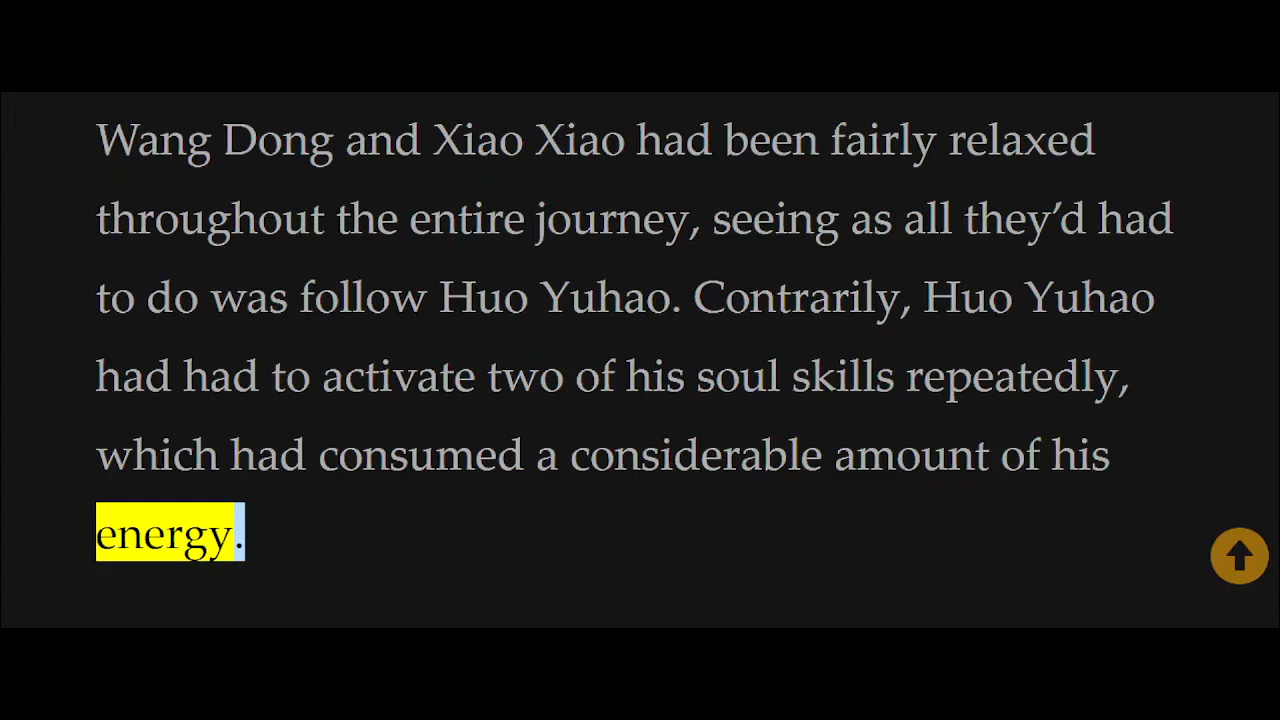 Wang Dong and Xiao Xiao had been fairly relaxed
throughout the entire journey, seeing as all they’d had
to do was follow Huo Yuhao. Contrarily, Huo Yuhao
had had to activate two of his soul skills repeatedly,
which had consumed a considerable amount of his
energy.